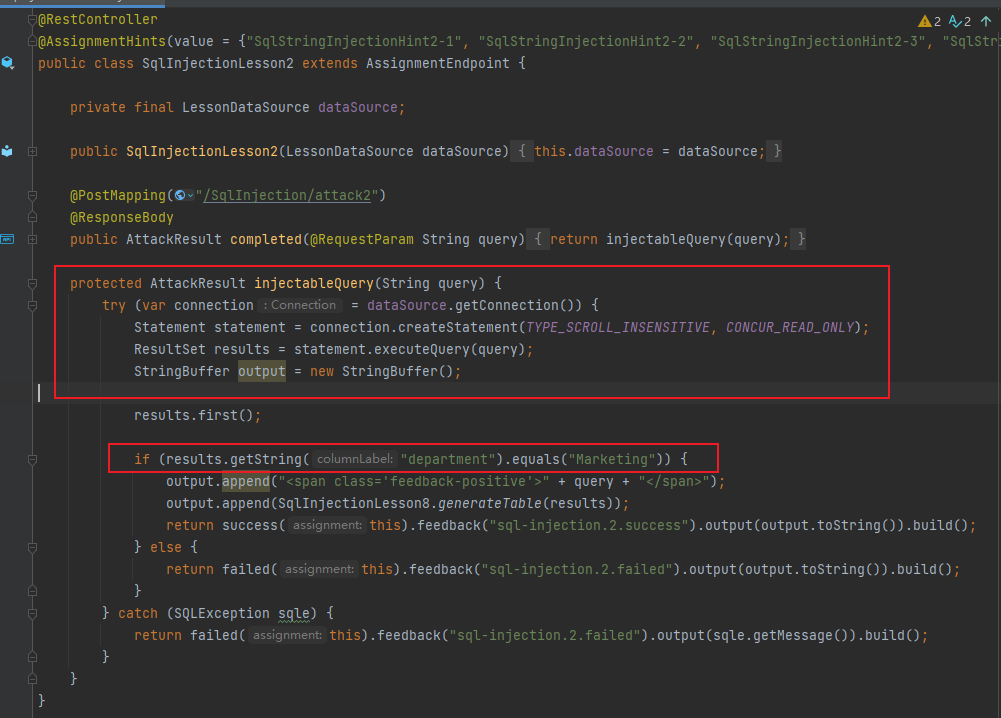 @RestController
2 2
@AssignmentHints(value = {"SqlStringInjectionHint2-1", "SqlStringInjectionHint2-2", "SqlStringInjectionHint2-3", "SqlStr
public class SqlInjectionLesson2 extends AssignmentEndpoint {
private final LessonDataSource dataSource;
public SqlInjectionLesson2(LessonDataSource dataSource) { this.dataSource = dataSource; }
@PostMapping("/SqlInjection/attack2")
@ResponseBody
public AttackResult completed(@RequestParam String query) { return injectableQuery(query); }
protected AttackResult injectableQuery(String query) {
try (var connection : Connection = dataSource.getConnection()) {
Statement statement = connection.createStatement(TYPE_SCROLL_INSENSITIVE, CONCUR_READ_ONLY);
ResultSet results = statement.executeQuery(query);
StringBuffer output = new StringBuffer();
results.first();
if (results.getString( columnLabel: "department").equals("Marketing")) {
output.append("<span class='feedback-positive'>" + query + "</span>");
output.append(SqlInjectionLesson8.generateTable(results));
return success( assignment: this).feedback("sql-injection.2.success").output(output.toString()).build();
} else {
return failed( assignment: this).feedback("sql-injection.2.failed").output(output.toString()).build();
}
} catch (SQLException sqle) {
return failed( assignment: this).feedback("sql-injection.2.failed").output(sqle.getMessage()).build();
}
}
}